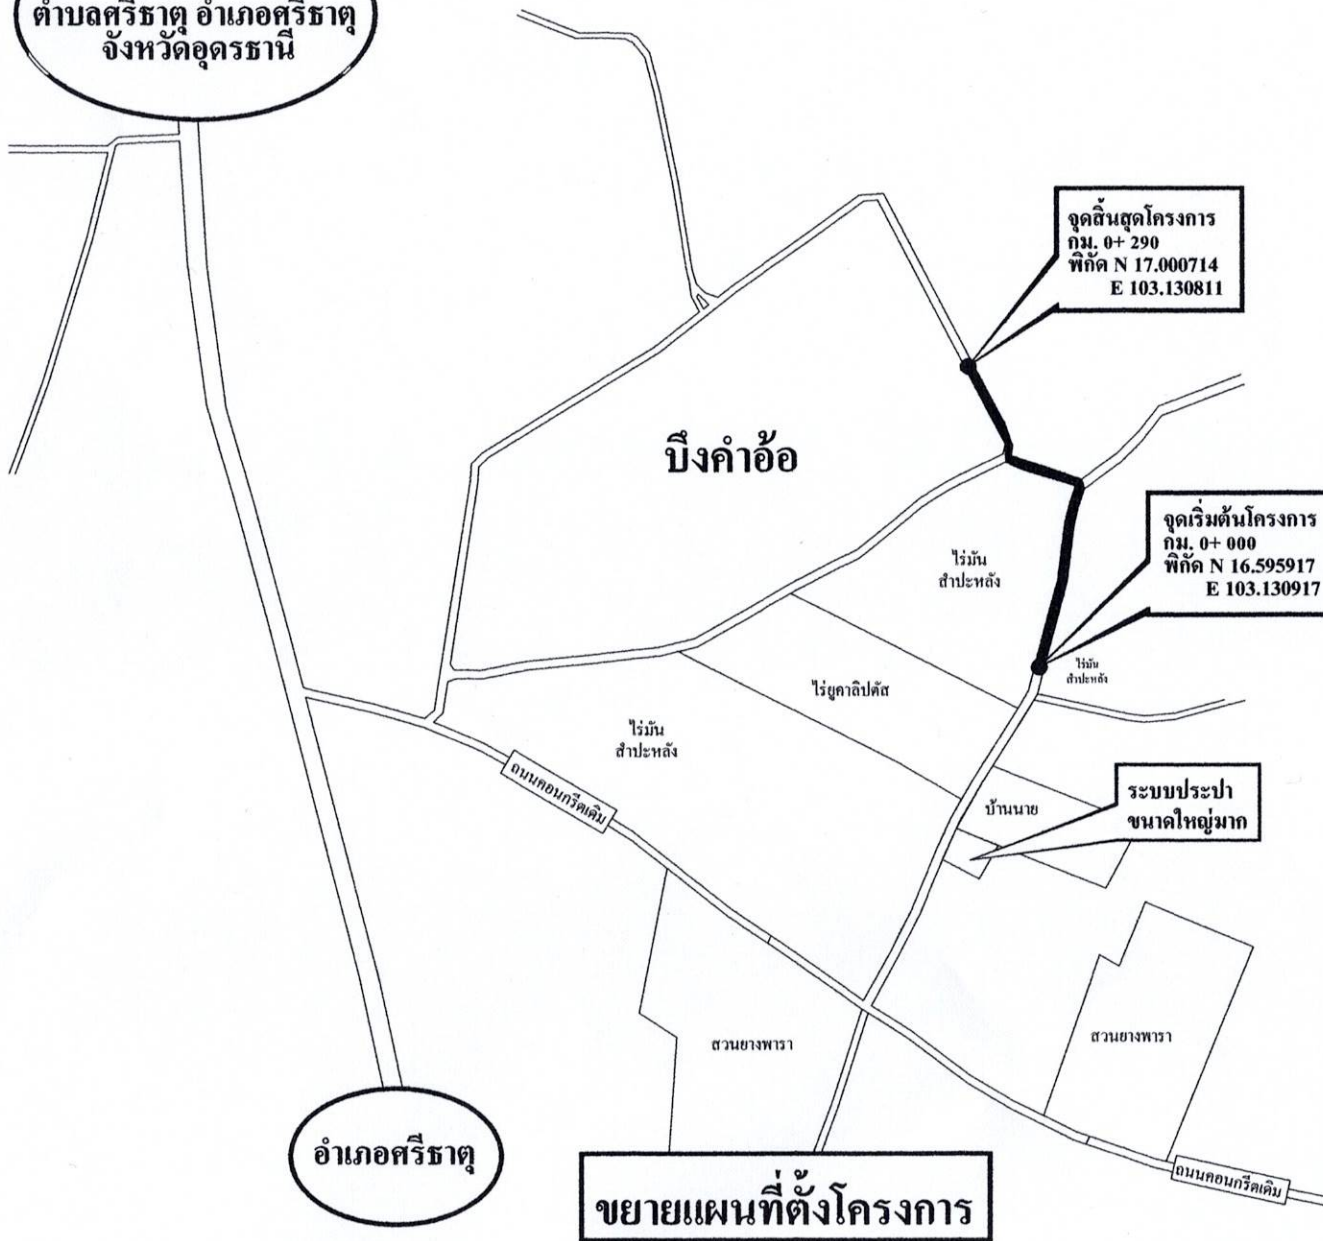 ตำบลศรีธาตุ อำเภอศรีธาตุ
จังหวัดอุดรธานี
จุดสิ้นสุดโครงการ
กม. 0+ 290
พิกัด N 17.000714
E 103.130811
บึงคำอ้อ
จุดเริ่มต้นโครงการ
กม. 0+ 000
พิกัด N 16.595917
E 103.130917
ไร่มัน
สำปะหลัง
ไร่มัน
สำปะหลัง
ไร่ยูคาลิปตัส
ไร่มัน
สำปะหลัง
ถนนคอนกรีตเดิม
ระบบประปา
ขนาดใหญ่มาก
บ้านนาย
สวนยางพารา
สวนยางพารา
อำเภอศรีธาตุ
ถนนคอนกรีตเดิม
ขยายแผนที่ตั้งโครงการ